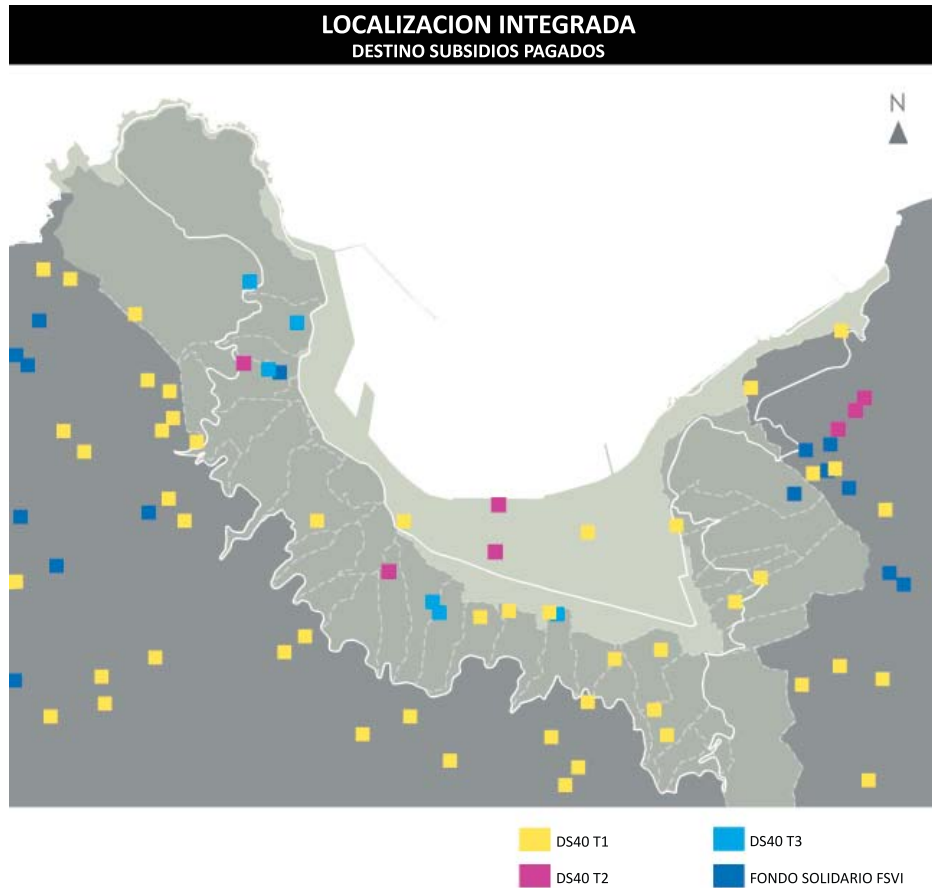 LOCALIZACION INTEGRADA
DESTINO SUBSIDIOS PAGADOS
N
DS40 T1
DS40 T3
DS40 T2
FONDO SOLIDARIO FSVI